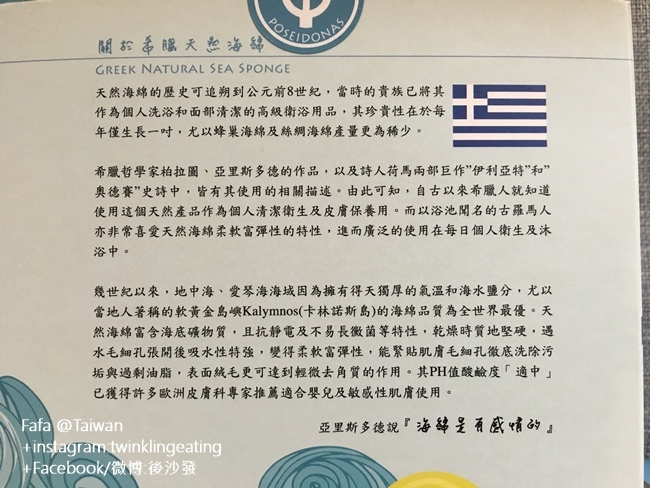 POSEIDONAS
關於希臘天然海綿
GREEK NATURAL SEA SPONGE
天然海綿的歷史可追朔到公元前8世紀，當時的貴族已將其
作為個人洗浴和面部清潔的高級衛浴用品，其珍貴性在於每
年僅生長一吋，尤以蜂巢海綿及絲綢海綿產量更為稀少。
希臘哲學家柏拉圖、亞里斯多德的作品，以及詩人荷馬兩部巨作”伊利亞特”和”
奧德賽”史詩中，皆有其使用的相關描述。由此可知，自古以來希臘人就知道
使用這個天然產品作為個人清潔衛生及皮膚保養用。而以浴池聞名的古羅馬人
亦非常喜愛天然海綿柔軟富彈性的特性，進而廣泛的使用在每日個人衛生及沐
浴中。
幾世紀以來，地中海、愛琴海海域因為擁有得天獨厚的氣溫和海水鹽分，尤以
當地人著稱的軟黃金島嶼Kalymnos(卡林諾斯島)的海綿品質為全世界最優。天
然海綿富含海底礦物質，且抗靜電及不易長黴菌等特性，乾燥時質地堅硬，遇
水毛細孔張開後吸水性特強，變得柔軟富彈性，能緊貼肌膚毛細孔徹底洗除污
垢與過剩油脂，表面絨毛更可達到輕微去角質的作用。其PH值酸鹼度「適中」
已獲得許多歐洲皮膚科專家推薦適合嬰兒及敏感性肌膚使用。
亞里斯多德說『海綿是有感情的』
Fafa @Taiwan
+instagram:twinklingeating
+Facebook/微博:後沙發